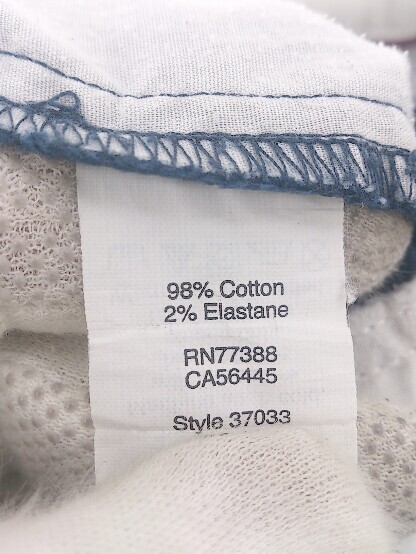 98% Cotton
2% Elastane
RN77388
CA56445
Style 37033